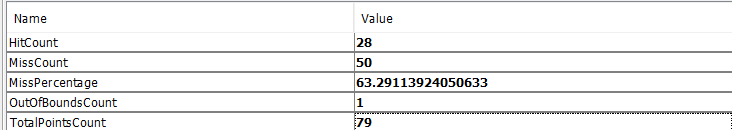 Name Value
HitCount 28
MissCount 50
MissPercentage 63.29113924050633
OutOfBoundsCount 1
TotalPointsCount 79